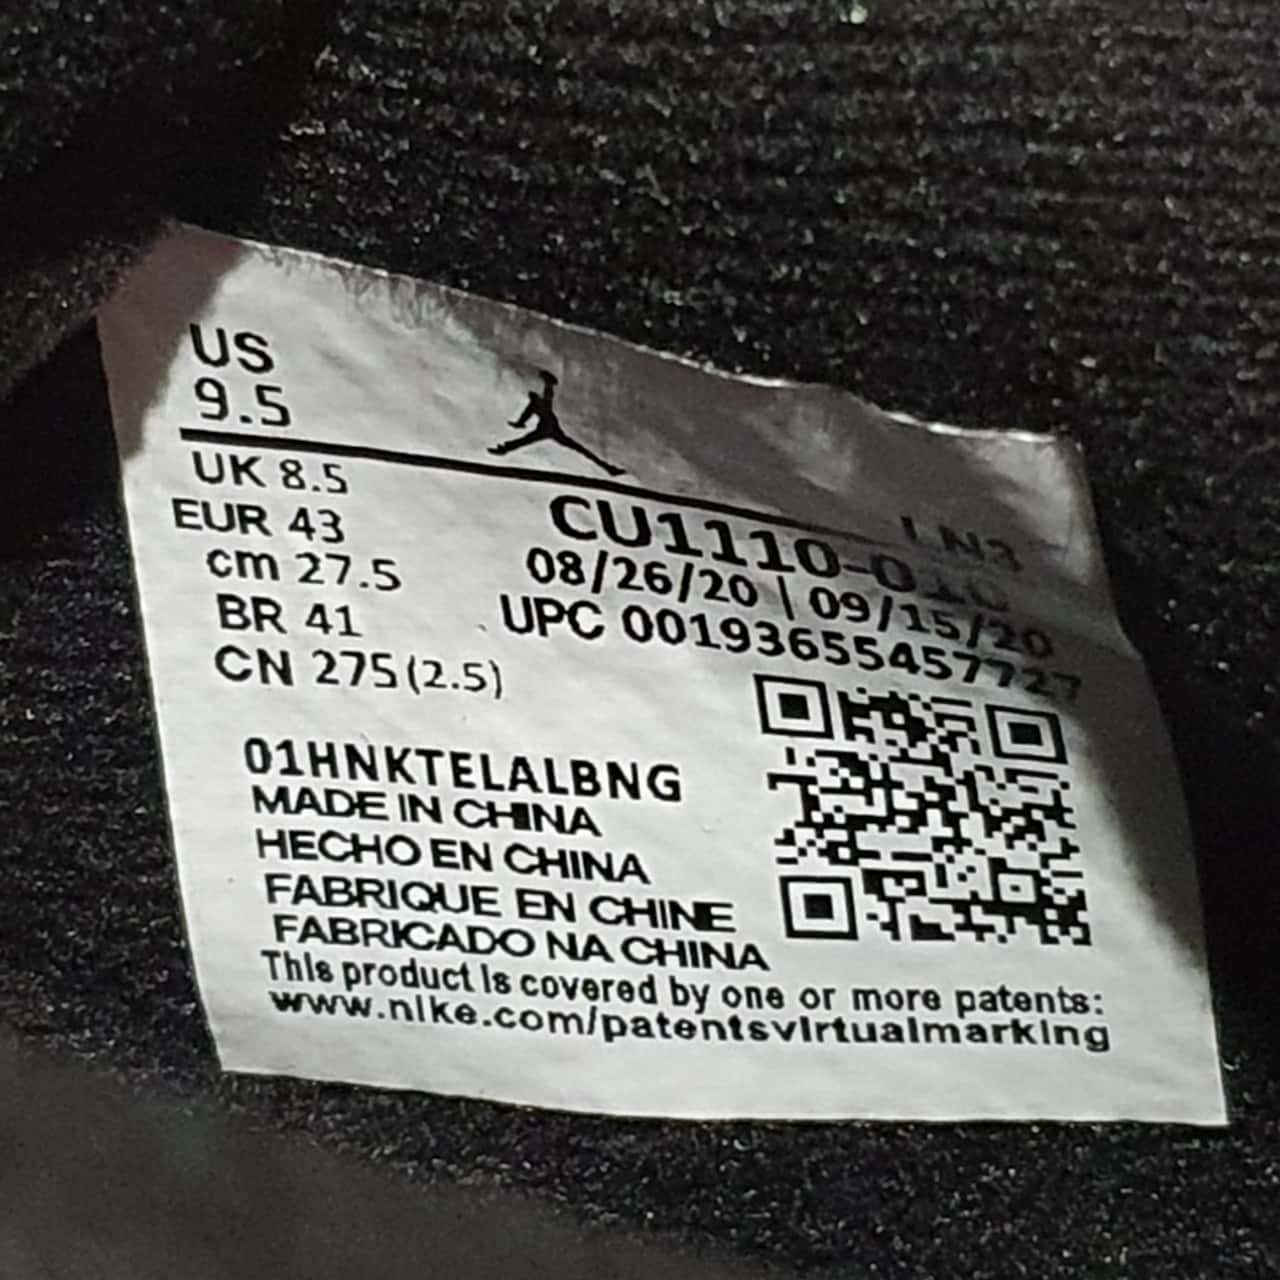 US
9.5
LN3
UK 8.5
EUR 43
cm 27.5
BR 41
CN 275(2.5)
CU1110-010
08/26/20 | 09/15/20
UPC 00193655457727
01HNKTELALBNG
MADE IN CHINA
HECHO EN CHINA
FABRIQUE EN CHINE
FABRICADO NA CHINA
This product is covered by one or more patents:
www.nike.com/patentsvirtualmarking